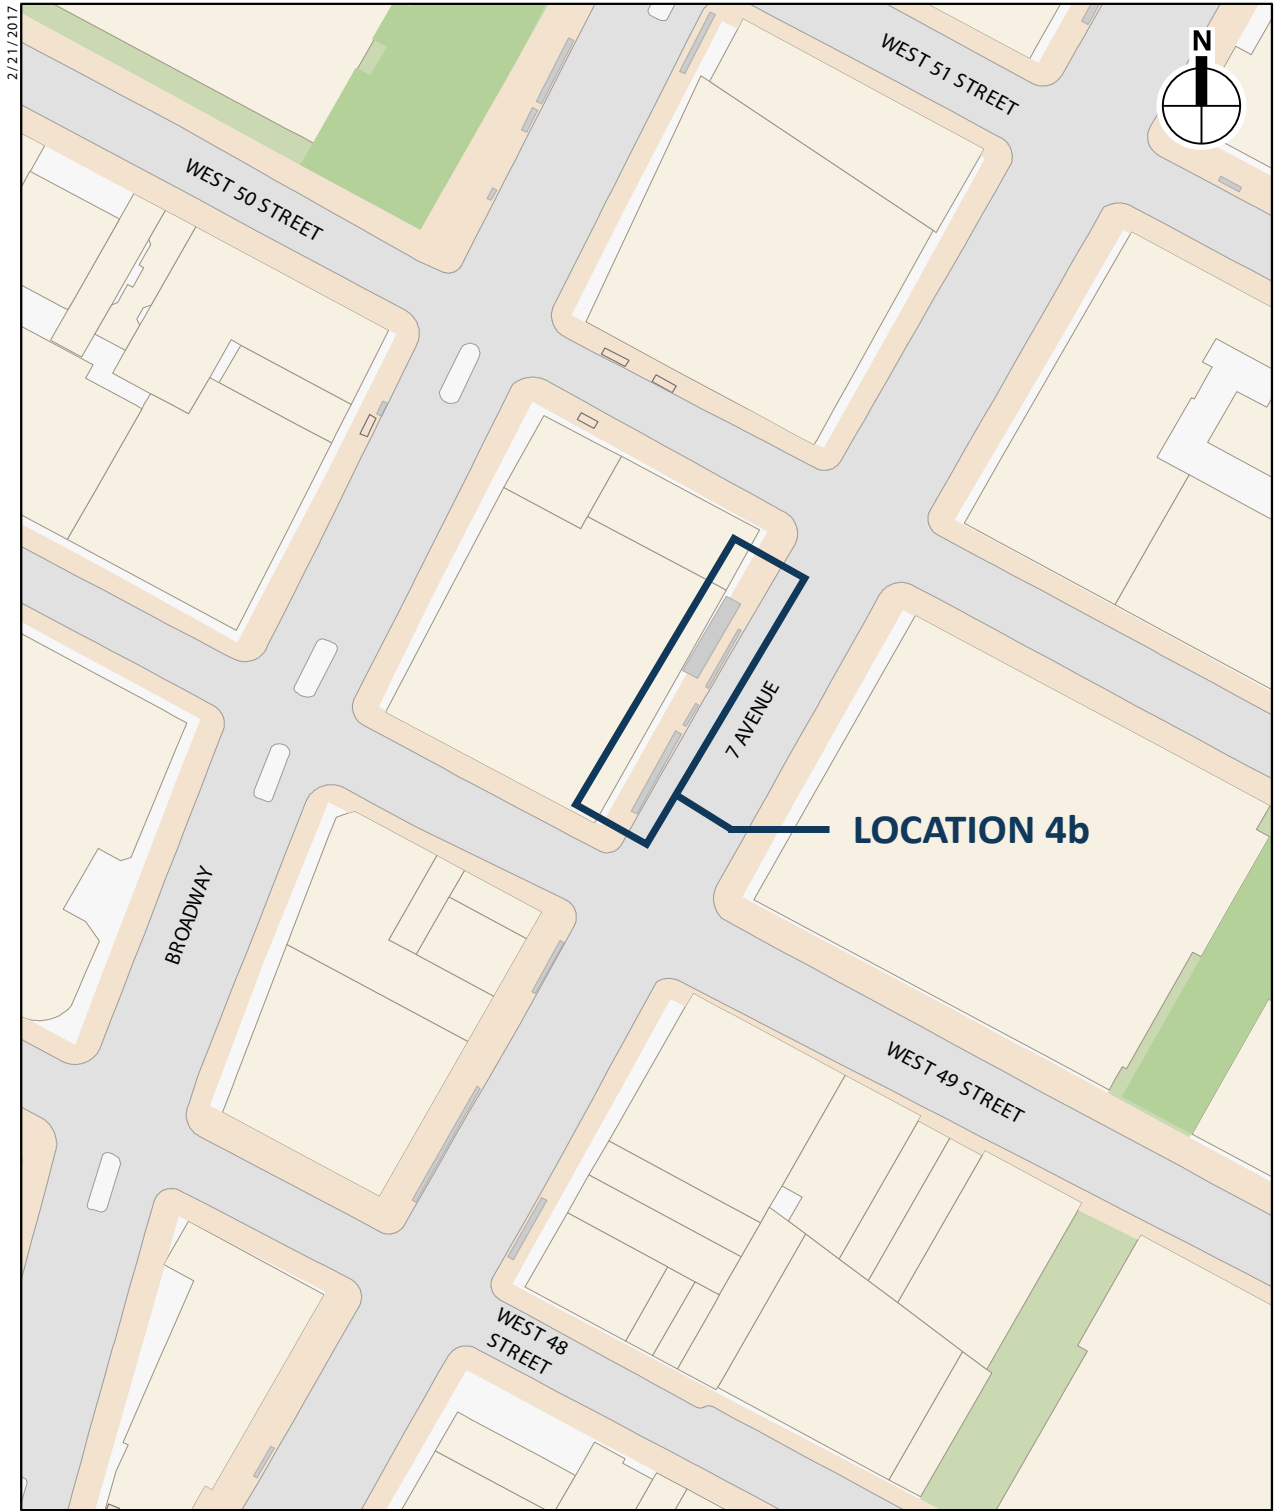 2/21/2017
N
WEST 51 STREET
WEST 50 STREET
7 AVENUE
LOCATION 4b
BROADWAY
WEST 49 STREET
WEST 48
STREET